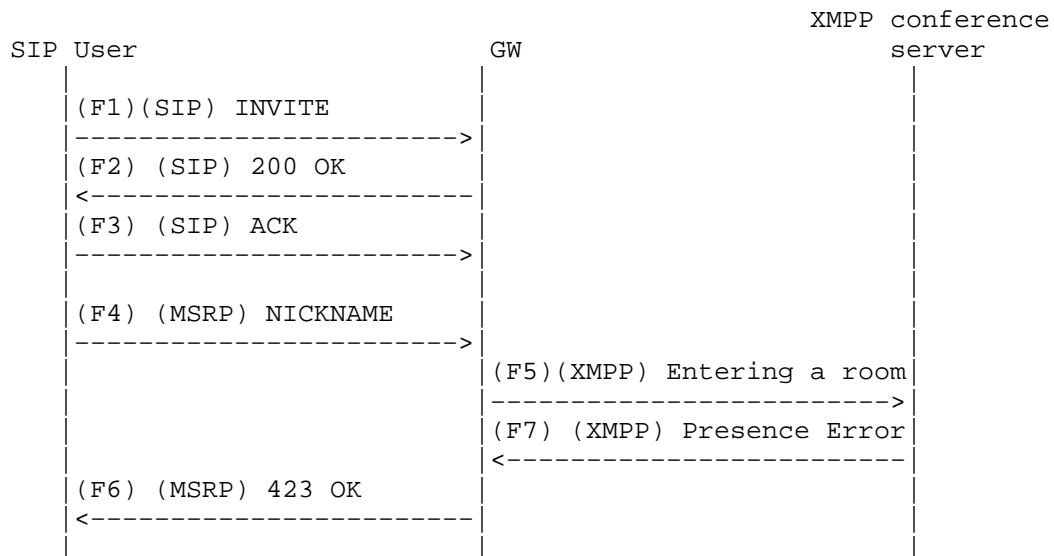 XMPP conference
SIP User GW server
(F1)(SIP) INVITE
(F2) (SIP) 200 OK
(F3) (SIP) ACK
(F4) (MSRP) NICKNAME
(F5)(XMPP) Entering a room
(F7) (XMPP) Presence Error
(F6) (MSRP) 423 OK